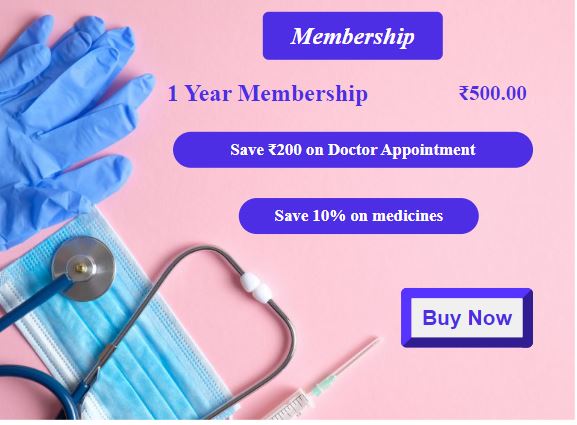 Membership
1 Year Membership ₹500.00
Save ₹200 on Doctor Appointment
Save 10% on medicines
Buy Now